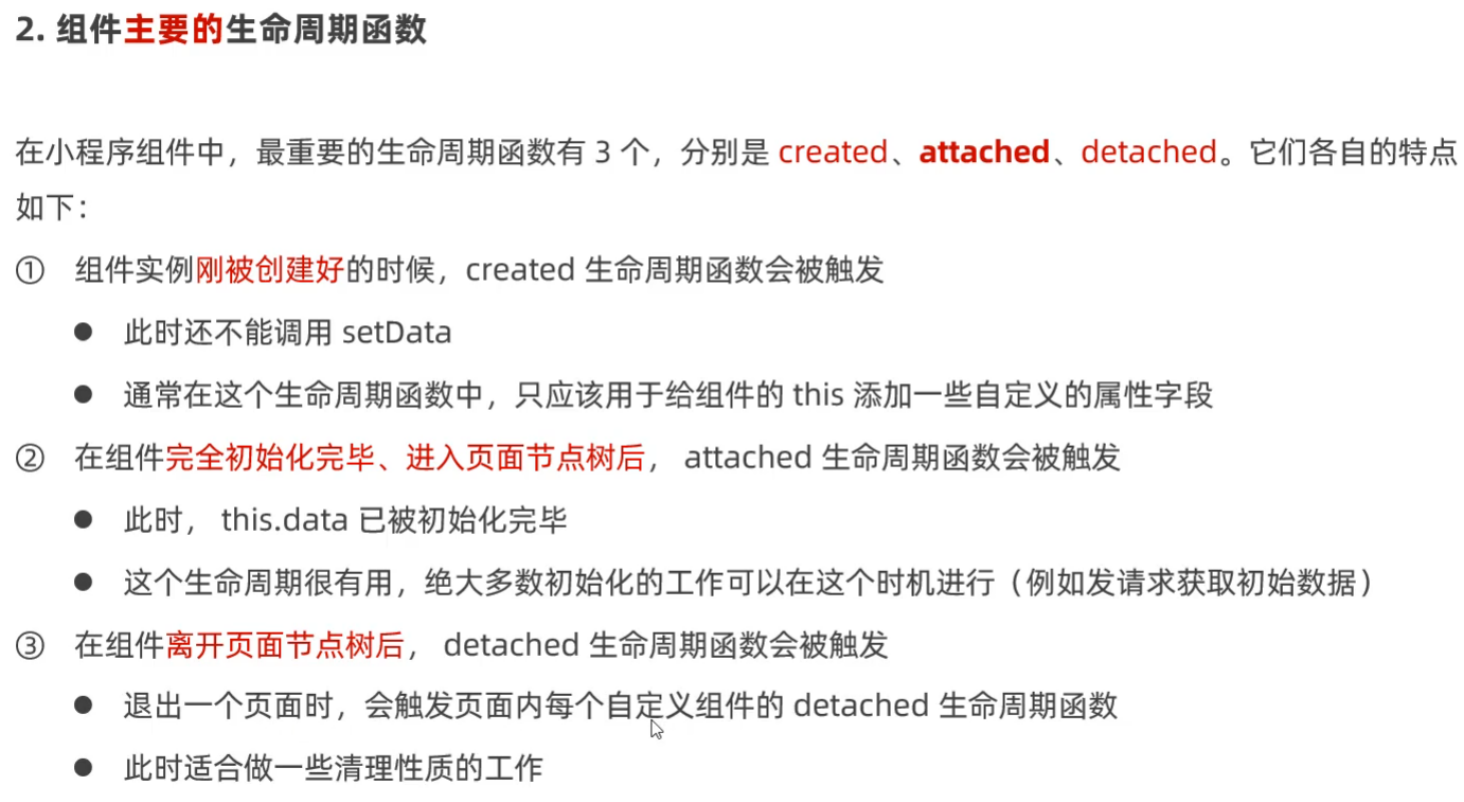 2. 组件主要的生命周期函数
在小程序组件中，最重要的生命周期函数有 3 个，分别是 created、attached、detached。它们各自的特点
如下：
① 组件实例刚被创建好的时候，created 生命周期函数会被触发
● 此时还不能调用 setData
● 通常在这个生命周期函数中，只应该用于给组件的 this 添加一些自定义的属性字段
② 在组件完全初始化完毕、进入页面节点树后， attached 生命周期函数会被触发
● 此时， this.data 已被初始化完毕
● 这个生命周期很有用，绝大多数初始化的工作可以在这个时机进行（例如发请求获取初始数据）
③ 在组件离开页面节点树后， detached 生命周期函数会被触发
● 退出一个页面时，会触发页面内每个自定义组件的 detached 生命周期函数
● 此时适合做一些清理性质的工作